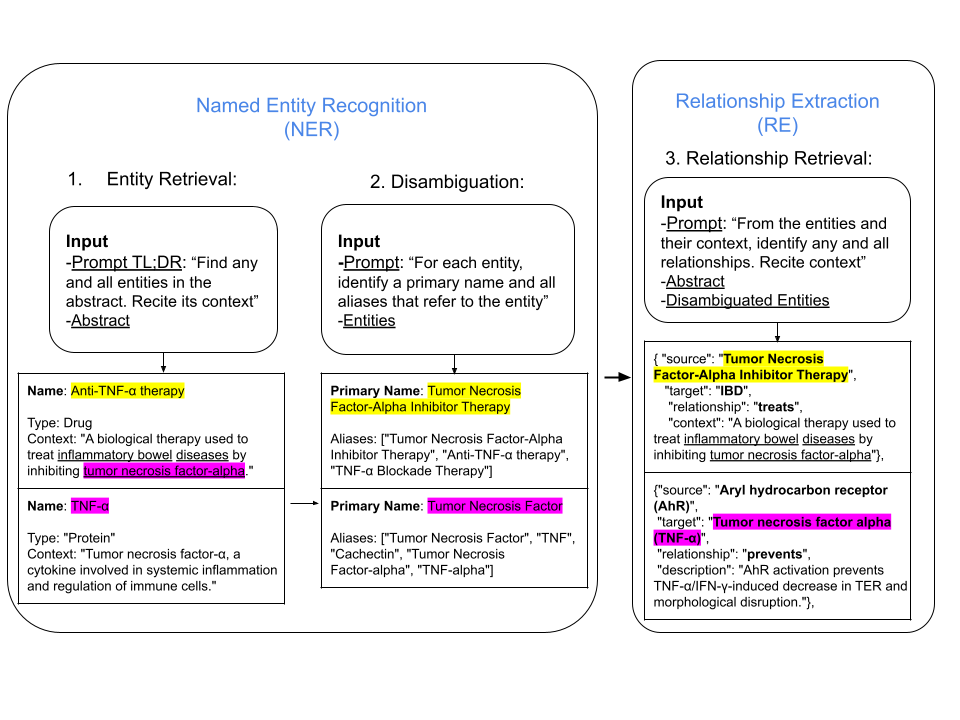 Named Entity Recognition
(NER)
1. Entity Retrieval:
Input
-Prompt TL;DR: “Find any
and all entities in the
abstract. Recite its context”
-Abstract
Name: Anti-TNF-α therapy
Type: Drug
Context: "A biological therapy used to
treat inflammatory bowel diseases by
inhibiting tumor necrosis factor-alpha."
Name: TNF-α
Type: "Protein"
Context: "Tumor necrosis factor-α, a
cytokine involved in systemic inflammation
and regulation of immune cells."
2. Disambiguation:
Input
-Prompt: “For each entity,
identify a primary name and all
aliases that refer to the entity”
-Entities
Primary Name: Tumor Necrosis
Factor-Alpha Inhibitor Therapy
Aliases: ["Tumor Necrosis Factor-Alpha
Inhibitor Therapy", "Anti-TNF-α therapy",
"TNF-α Blockade Therapy"]
Primary Name: Tumor Necrosis Factor
Aliases: ["Tumor Necrosis Factor", "TNF",
"Cachectin", "Tumor Necrosis
Factor-alpha", "TNF-alpha"]
Relationship Extraction
(RE)
3. Relationship Retrieval:
Input
-Prompt: “From the entities and
their context, identify any and all
relationships. Recite context”
-Abstract
-Disambiguated Entities
{ "source": "Tumor Necrosis
Factor-Alpha Inhibitor Therapy",
"target": "IBD",
"relationship": "treats",
"context": "A biological therapy used to
treat inflammatory bowel diseases by
inhibiting tumor necrosis factor-alpha"},
{"source": "Aryl hydrocarbon receptor
(AhR)",
"target": "Tumor necrosis factor alpha
(TNF-α)",
"relationship": "prevents",
"description": "AhR activation prevents
TNF-α/IFN-γ-induced decrease in TER and
morphological disruption."},